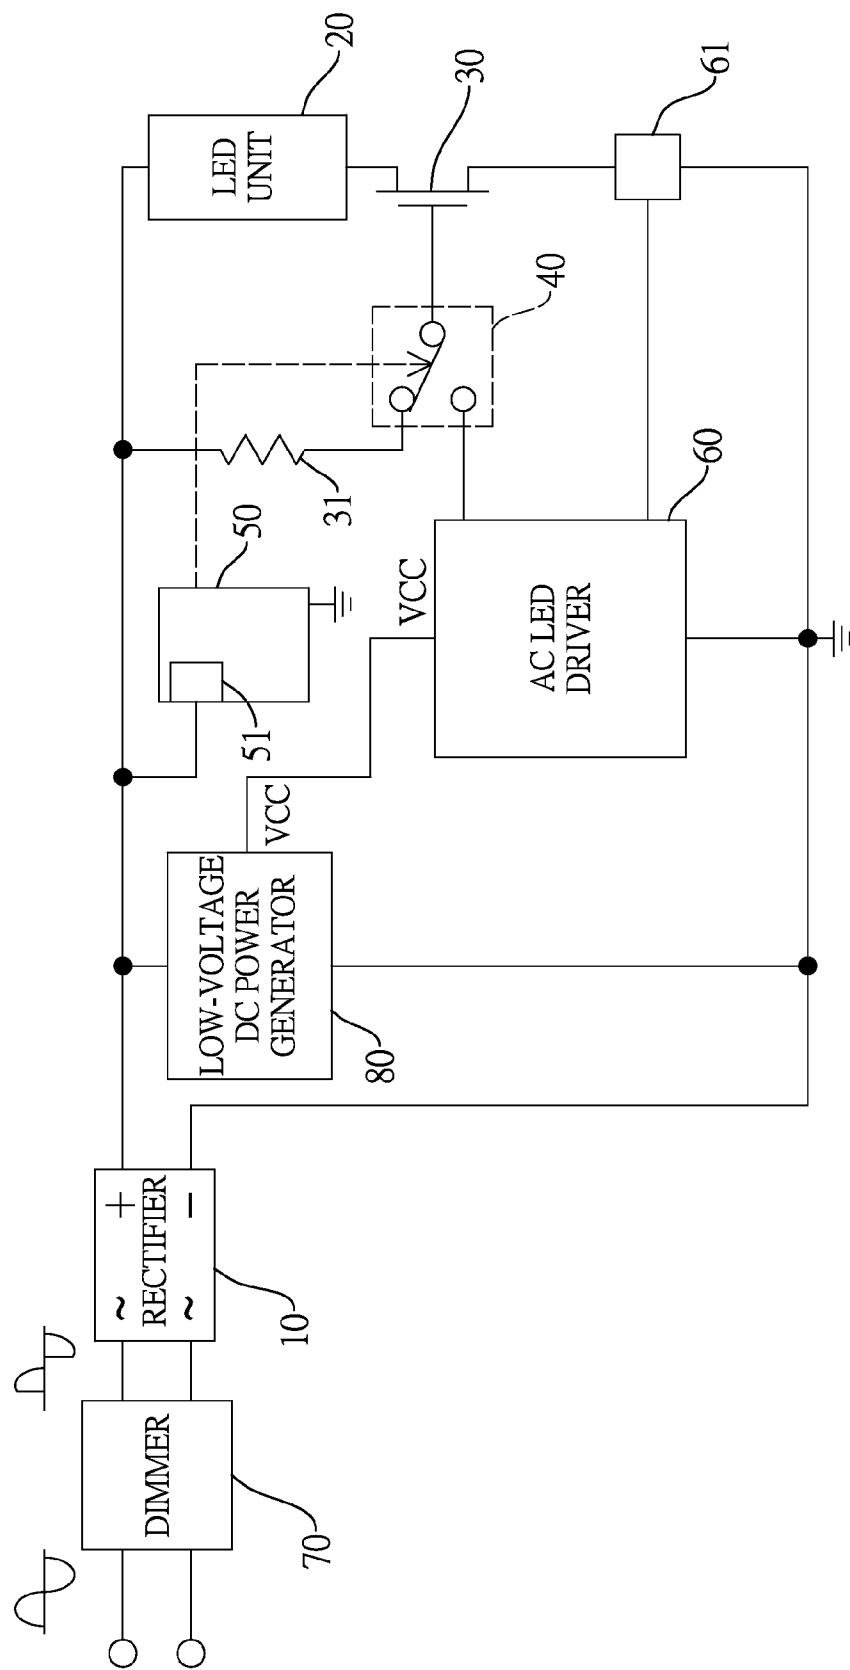 70
DIMMER
~
~
RECTIFIER
+
−
10
80
LOW-VOLTAGE
DC POWER
GENERATOR
VCC
51
50
31
VCC
AC LED
DRIVER
60
40
LED
UNIT
20
30
61